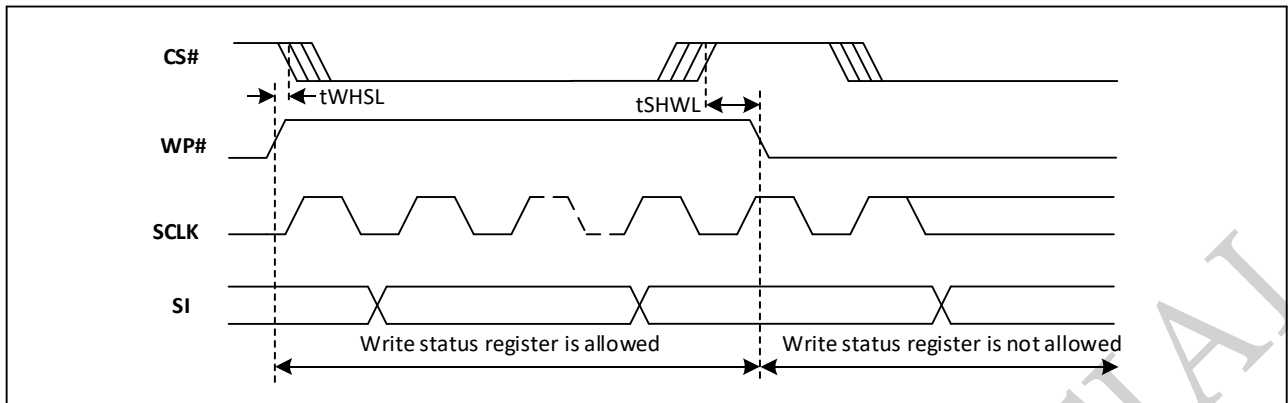 CS#
tWHSL
tSHWL
WP#
SCLK
SI
Write status register is allowed
Write status register is not allowed